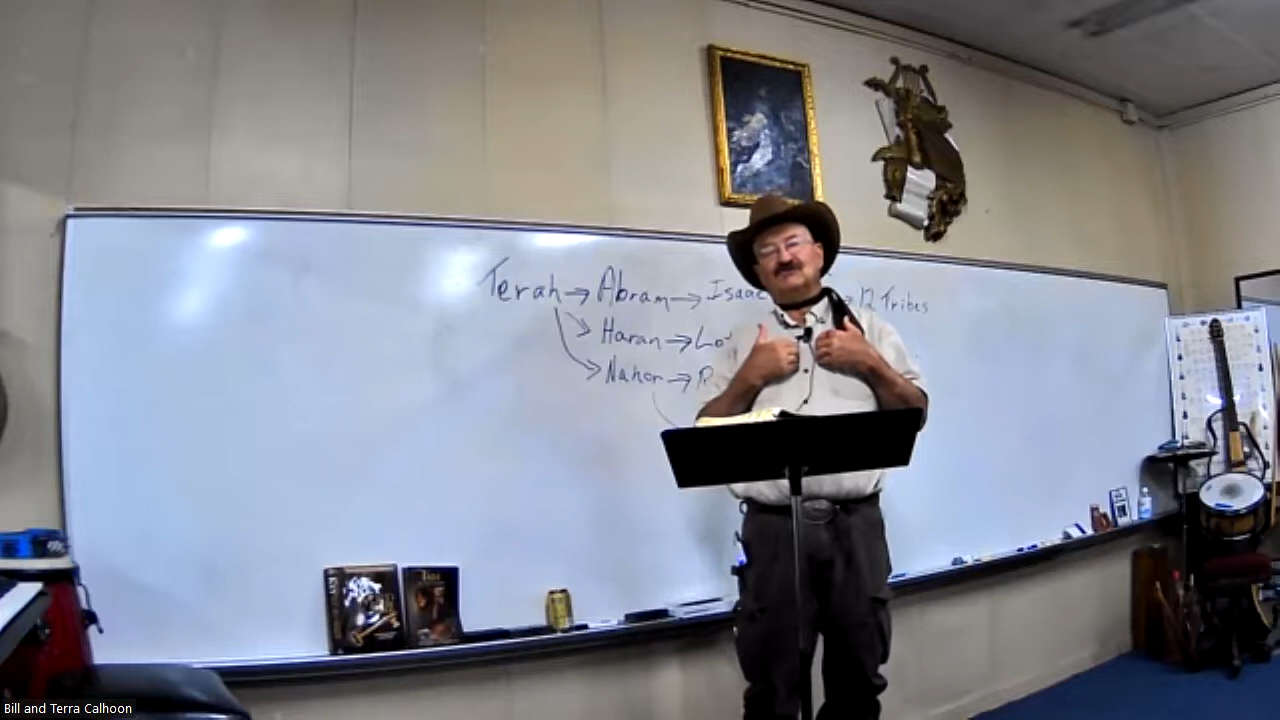 Terah → Abram → Isaac → 12 Tribes
→ Haran → Lo
→ Nahor → R
Bill and Terra Calhoon